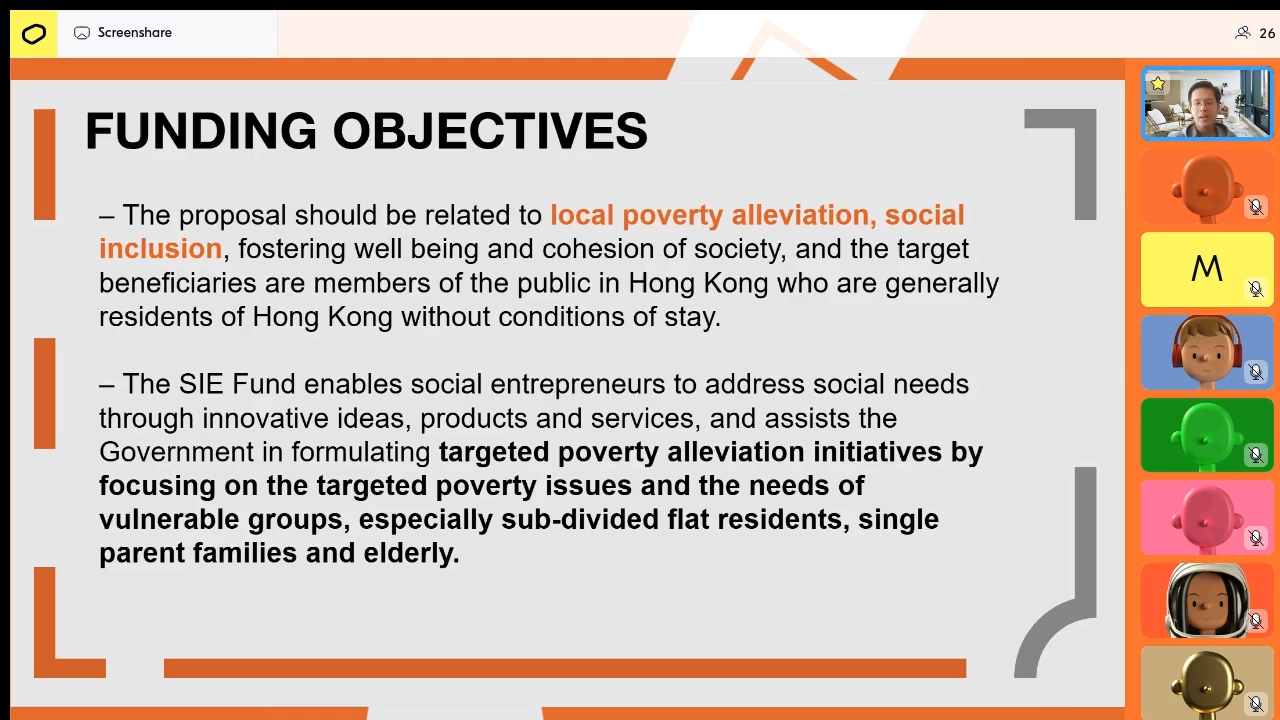 Screenshare
26
FUNDING OBJECTIVES
– The proposal should be related to local poverty alleviation, social
inclusion, fostering well being and cohesion of society, and the target
beneficiaries are members of the public in Hong Kong who are generally
residents of Hong Kong without conditions of stay.
– The SIE Fund enables social entrepreneurs to address social needs
through innovative ideas, products and services, and assists the
Government in formulating targeted poverty alleviation initiatives by
focusing on the targeted poverty issues and the needs of
vulnerable groups, especially sub-divided flat residents, single
parent families and elderly.
M